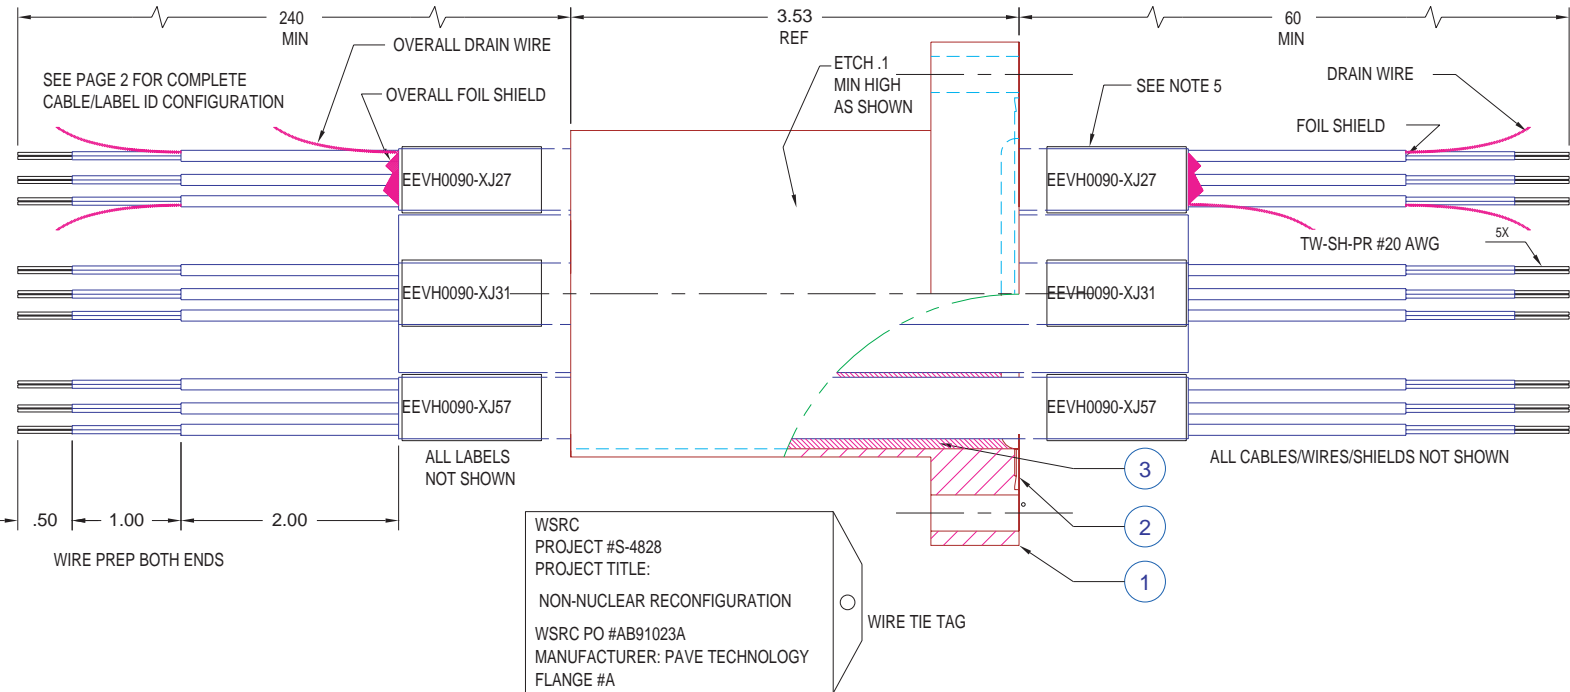 240
MIN
3.53
REF
60
MIN
OVERALL DRAIN WIRE
SEE PAGE 2 FOR COMPLETE
CABLE/LABEL ID CONFIGURATION
OVERALL FOIL SHIELD
ETCH .1
MIN HIGH
AS SHOWN
SEE NOTE 5
DRAIN WIRE
FOIL SHIELD
EEVH0090-XJ27
EEVH0090-XJ27
TW-SH-PR #20 AWG
5X
EEVH0090-XJ31
EEVH0090-XJ31
EEVH0090-XJ57
EEVH0090-XJ57
ALL LABELS
NOT SHOWN
ALL CABLES/WIRES/SHIELDS NOT SHOWN
3
2
1
.50
1.00
2.00
WIRE PREP BOTH ENDS
WSRC
PROJECT #S-4828
PROJECT TITLE:
NON-NUCLEAR RECONFIGURATION
WSRC PO #AB91023A
MANUFACTURER: PAVE TECHNOLOGY
FLANGE #A
WIRE TIE TAG